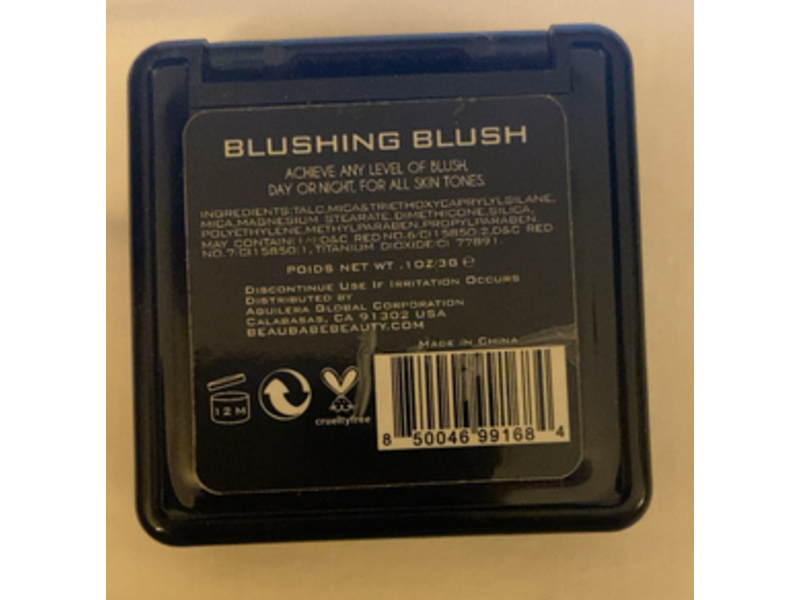 BLUSHING BLUSH
ACHIEVE ANY LEVEL OF BLUSH,
DAY OR NIGHT, FOR ALL SKIN TONES.
INGREDIENTS:TALC,MICA&TRIETHOXYCAPRYLYLSILANE,
MICA,MAGNESIUM STEARATE,DIMETHICONE,SILICA,
POLYETHYLENE,METHYLPARABEN,PROPYLPARABEN.
MAY CONTAIN: D&C RED NO.6/CI15850:2,D&C RED
NO.7/CI15850:1, TITANIUM DIOXIDE/CI 77891.
POIDS NET WT .1OZ/3G ℮
DISCONTINUE USE IF IRRITATION OCCURS
DISTRIBUTED BY
AGUILERA GLOBAL CORPORATION
CALABASAS, CA 91302 USA
BEAUBABEBEAUTY.COM
MADE IN CHINA
12 M
crueltyfree
8 50046 99168 4